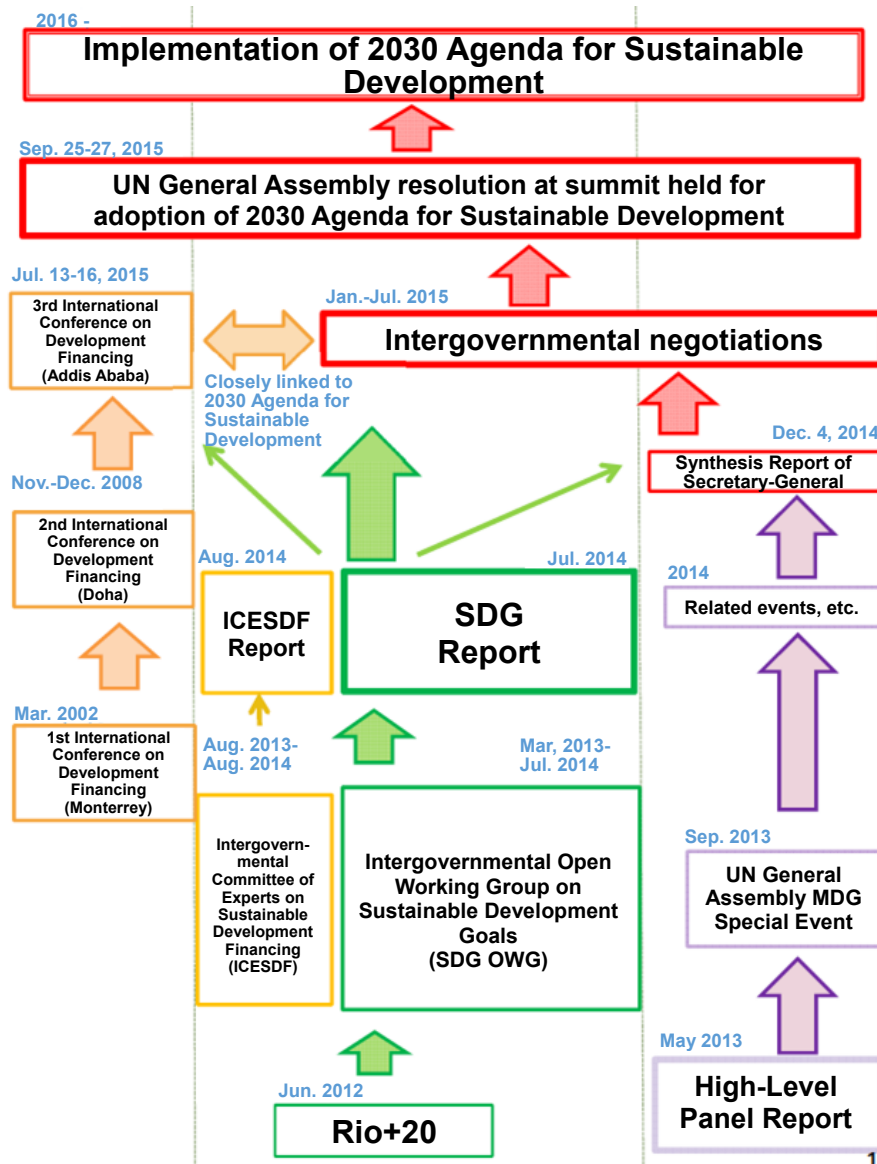 2016 -
Implementation of 2030 Agenda for Sustainable
Development
Sep. 25-27, 2015
UN General Assembly resolution at summit held for
adoption of 2030 Agenda for Sustainable Development
Jul. 13-16, 2015
3rd International
Conference on
Development
Financing
(Addis Ababa)
Jan.-Jul. 2015
Intergovernmental negotiations
Closely linked to
2030 Agenda for
Sustainable
Development
Dec. 4, 2014
Synthesis Report of
Secretary-General
Nov.-Dec. 2008
2nd International
Conference on
Development
Financing
(Doha)
Aug. 2014
ICESDF
Report
Jul. 2014
SDG
Report
2014
Related events, etc.
Mar. 2002
1st International
Conference on
Development
Financing
(Monterrey)
Aug. 2013-
Aug. 2014
Intergovern-
mental
Committee of
Experts on
Sustainable
Development
Financing
(ICESDF)
Mar, 2013-
Jul. 2014
Intergovernmental Open
Working Group on
Sustainable Development
Goals
(SDG OWG)
Sep. 2013
UN General
Assembly MDG
Special Event
May 2013
High-Level
Panel Report
Jun. 2012
Rio+20
1